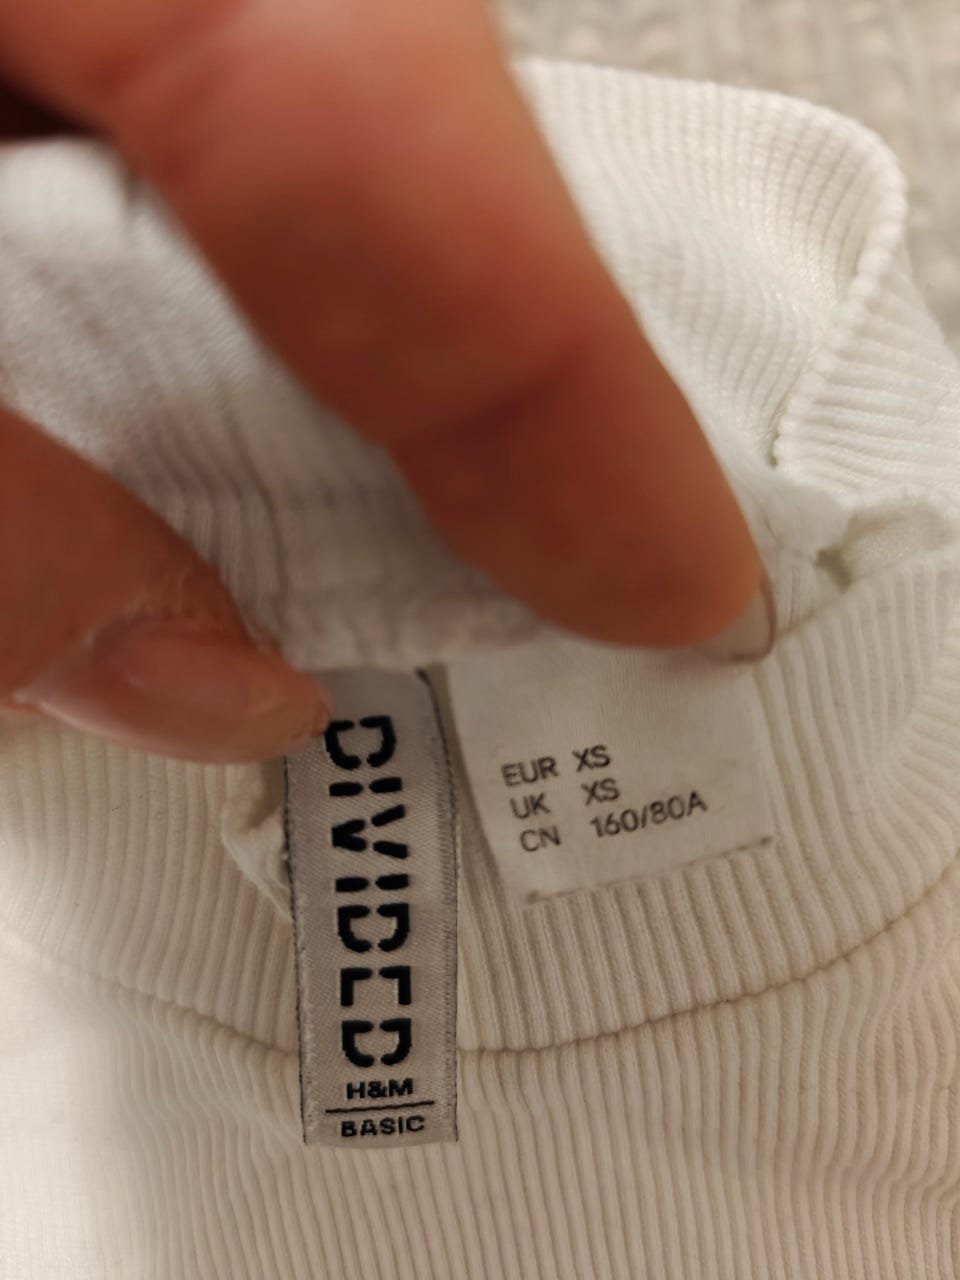 DIVIDED
H&M
BASIC
EUR XS
UK XS
CN 160/80A